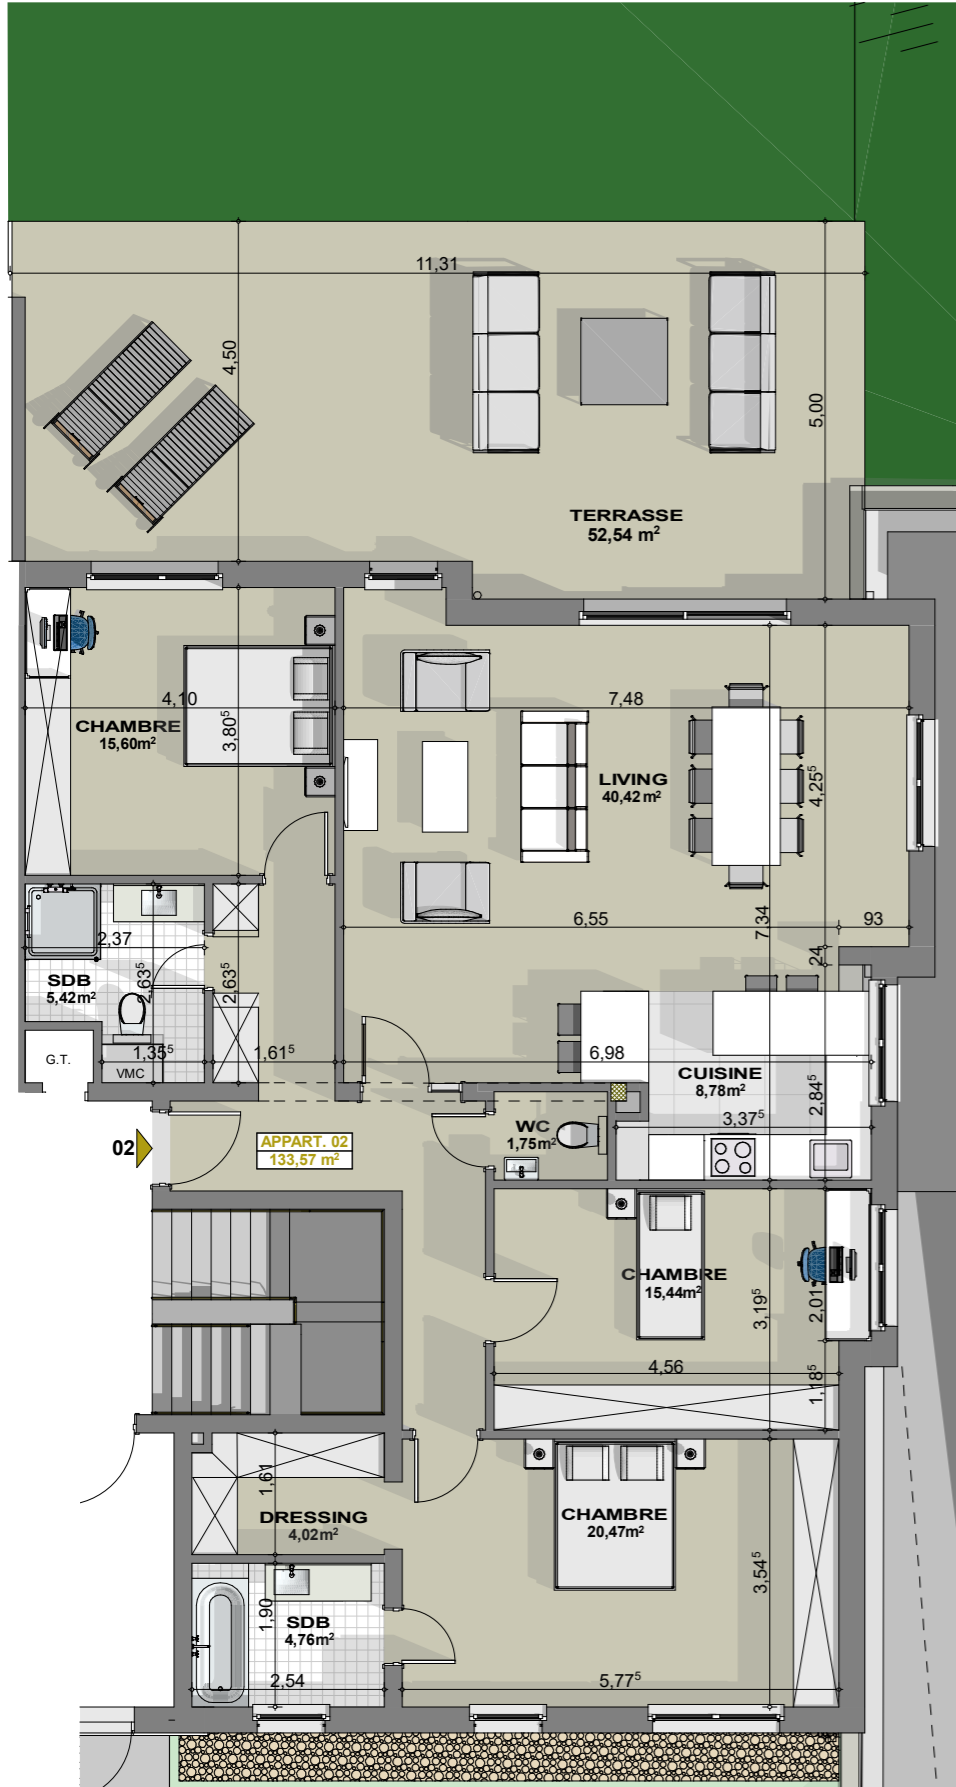 11,31
4,50
5,00
TERRASSE
52,54 m²
4,10
CHAMBRE
15,60m²
3,80⁵
7,48
LIVING
40,42 m²
4,25⁵
6,55
7,34
93
24
2,37
SDB
5,42m²
2,63⁵
2,63⁵
G.T.
VMC
1,35⁵
1,61⁵
6,98
CUISINE
8,78m²
2,84⁵
3,37⁵
WC
1,75m²
02
APPART. 02
133,57 m²
CHAMBRE
15,44m²
3,19⁵
2,01
4,56
1,18⁵
1,61
DRESSING
4,02m²
CHAMBRE
20,47m²
3,54⁵
1,90
SDB
4,76m²
2,54
5,77⁵